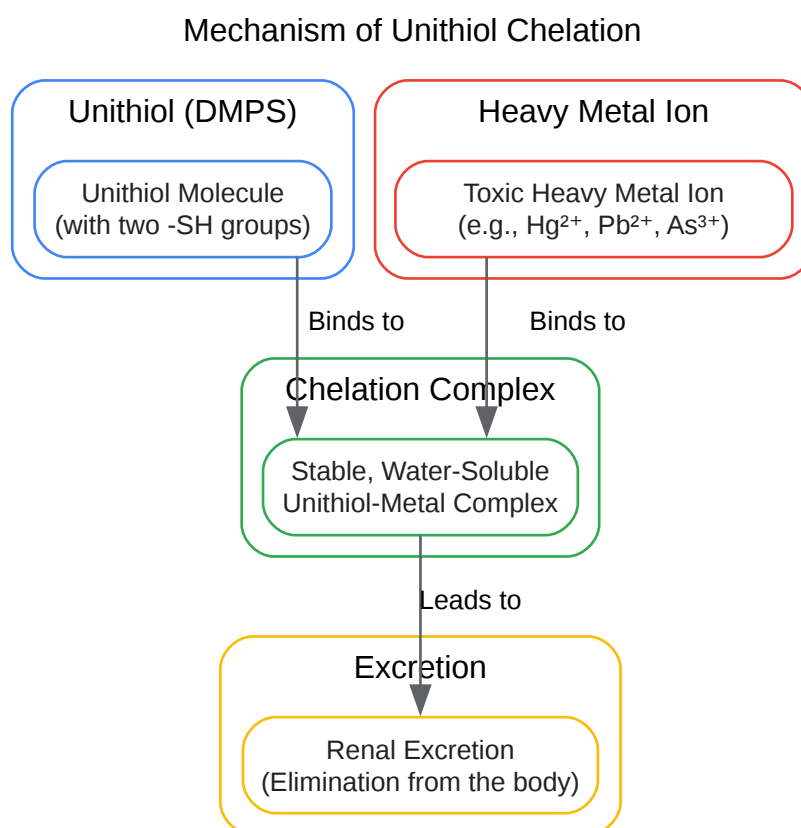 Mechanism of Unithiol Chelation
Unithiol (DMPS)
Heavy Metal Ion
Unithiol Molecule
(with two -SH groups)
Toxic Heavy Metal Ion
(e.g., Hg²⁺, Pb²⁺, As³⁺)
Binds to
Binds to
Chelation Complex
Stable, Water-Soluble
Unithiol-Metal Complex
Leads to
Excretion
Renal Excretion
(Elimination from the body)